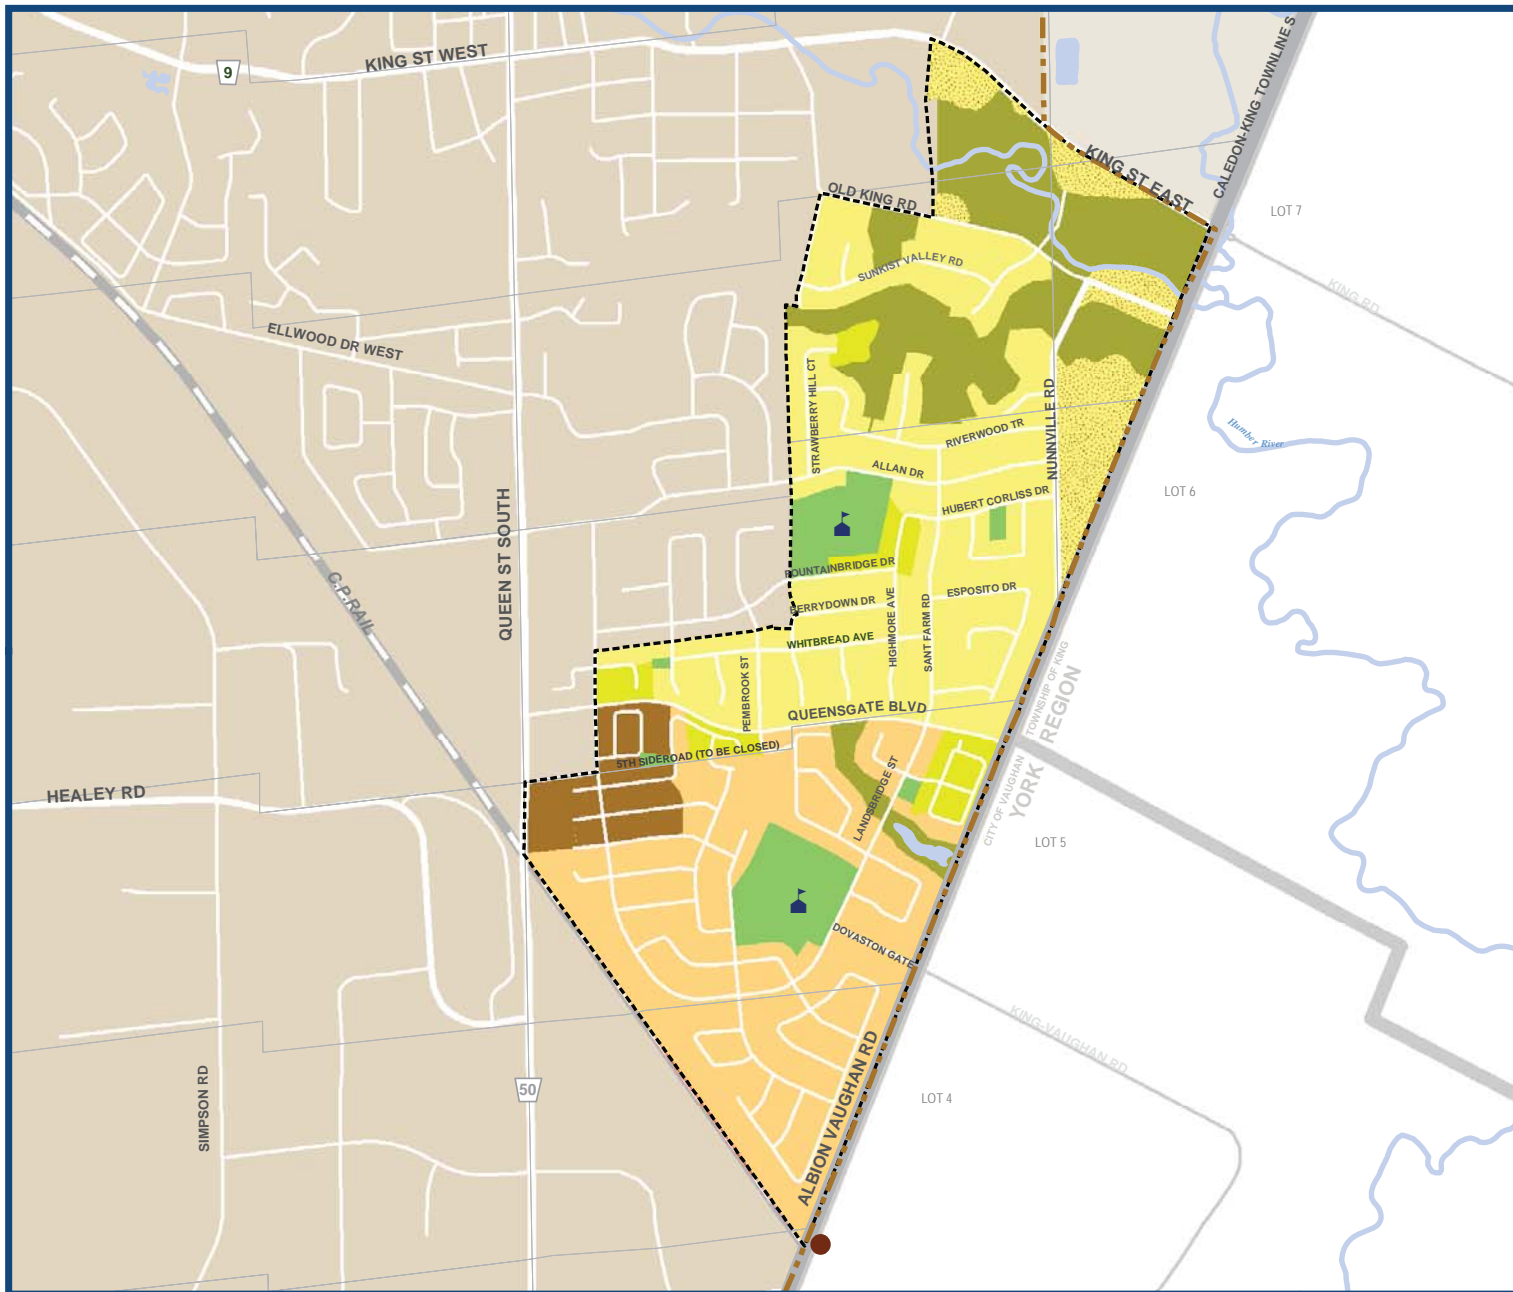 KING ST WEST
9
CALEDON-KING TOWNLINE S
KING ST EAST
OLD KING RD
LOT 7
SUNKIST VALLEY RD
KING RD
ELLWOOD DR WEST
STRAWBERRY HILL CT
NUNNVILLE RD
RIVERWOOD TR
Humber River
ALLAN DR
HUBERT CORLISS DR
LOT 6
QUEEN ST SOUTH
C.P.RAIL
FOUNTAINBRIDGE DR
BERRYDOWN DR
ESPOSITO DR
HIGHMORE AVE
SANT FARM RD
WHITBREAD AVE
PEMBROOK ST
QUEENSGATE BLVD
TOWNSHIP OF KING
CITY OF VAUGHAN
YORK REGION
5TH SIDEROAD (TO BE CLOSED)
HEALEY RD
LANDSBRIDGE ST
LOT 5
DOVASTON GATE
KING-VAUGHAN RD
SIMPSON RD
50
ALBION VAUGHAN RD
LOT 4